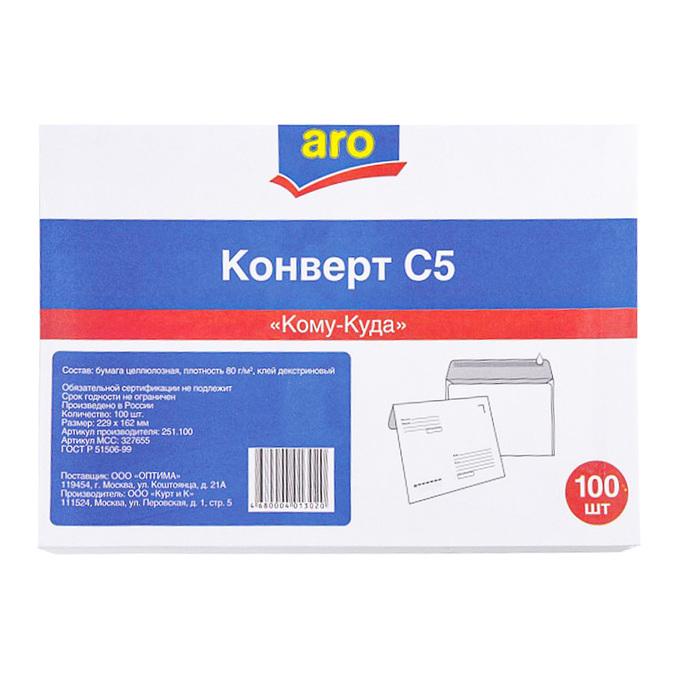 aro
Конверт С5
«Кому-Куда»
Состав: бумага целлюлозная, плотность 80 г/м², клей декстриновый
Обязательной сертификации не подлежит
Срок годности не ограничен
Произведено в России
Количество: 100 шт.
Размер: 229 x 162 мм
Артикул производителя: 251.100
Артикул МСС: 327655
ГОСТ Р 51506-99
Поставщик: ООО «ОПТИМА»
119454, г. Москва, ул. Коштоянца, д. 21А
Производитель: ООО «Курт и К»
111524, Москва, ул. Перовская, д. 1, стр. 5
4680004013020
100
шт